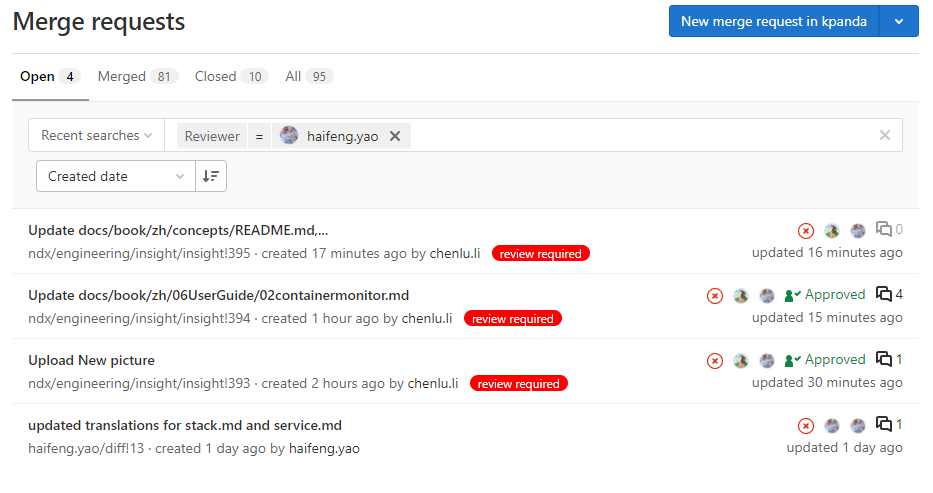 Merge requests
New merge request in kpanda
Open 4 Merged 81 Closed 10 All 95
Recent searches Reviewer = haifeng.yao
Created date
Update docs/book/zh/concepts/README.md,...
0
ndx/engineering/insight/insight!395 · created 17 minutes ago by chenlu.li review required
updated 16 minutes ago
Update docs/book/zh/06UserGuide/02containermonitor.md
Approved 4
ndx/engineering/insight/insight!394 · created 1 hour ago by chenlu.li review required
updated 15 minutes ago
Upload New picture
Approved 1
ndx/engineering/insight/insight!393 · created 2 hours ago by chenlu.li review required
updated 30 minutes ago
updated translations for stack.md and service.md
1
haifeng.yao/diff!13 · created 1 day ago by haifeng.yao
updated 1 day ago